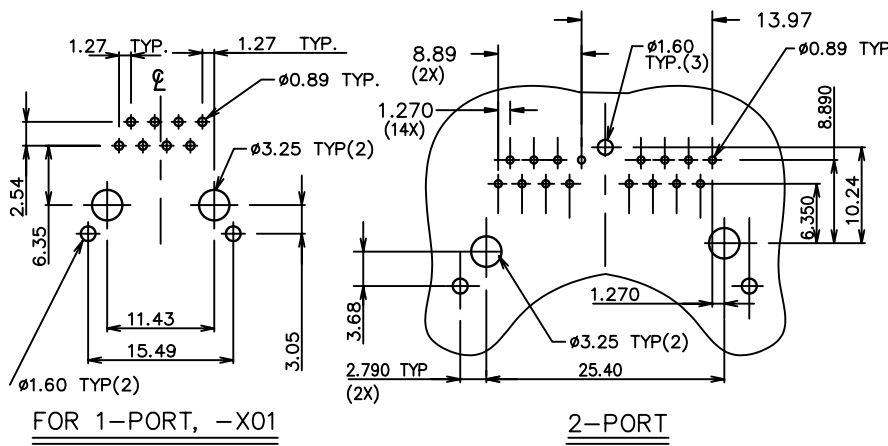 1.27 TYP.
1.27 TYP.
℄
ø0.89 TYP.
ø3.25 TYP(2)
2.54
6.35
11.43
15.49
3.05
ø1.60 TYP(2)
FOR 1-PORT, -X01
13.97
8.89
(2X)
ø1.60
TYP.(3)
ø0.89 TYP
1.270
(14X)
8.890
10.24
6.350
1.270
3.68
ø3.25 TYP(2)
2.790 TYP
(2X)
25.40
2-PORT